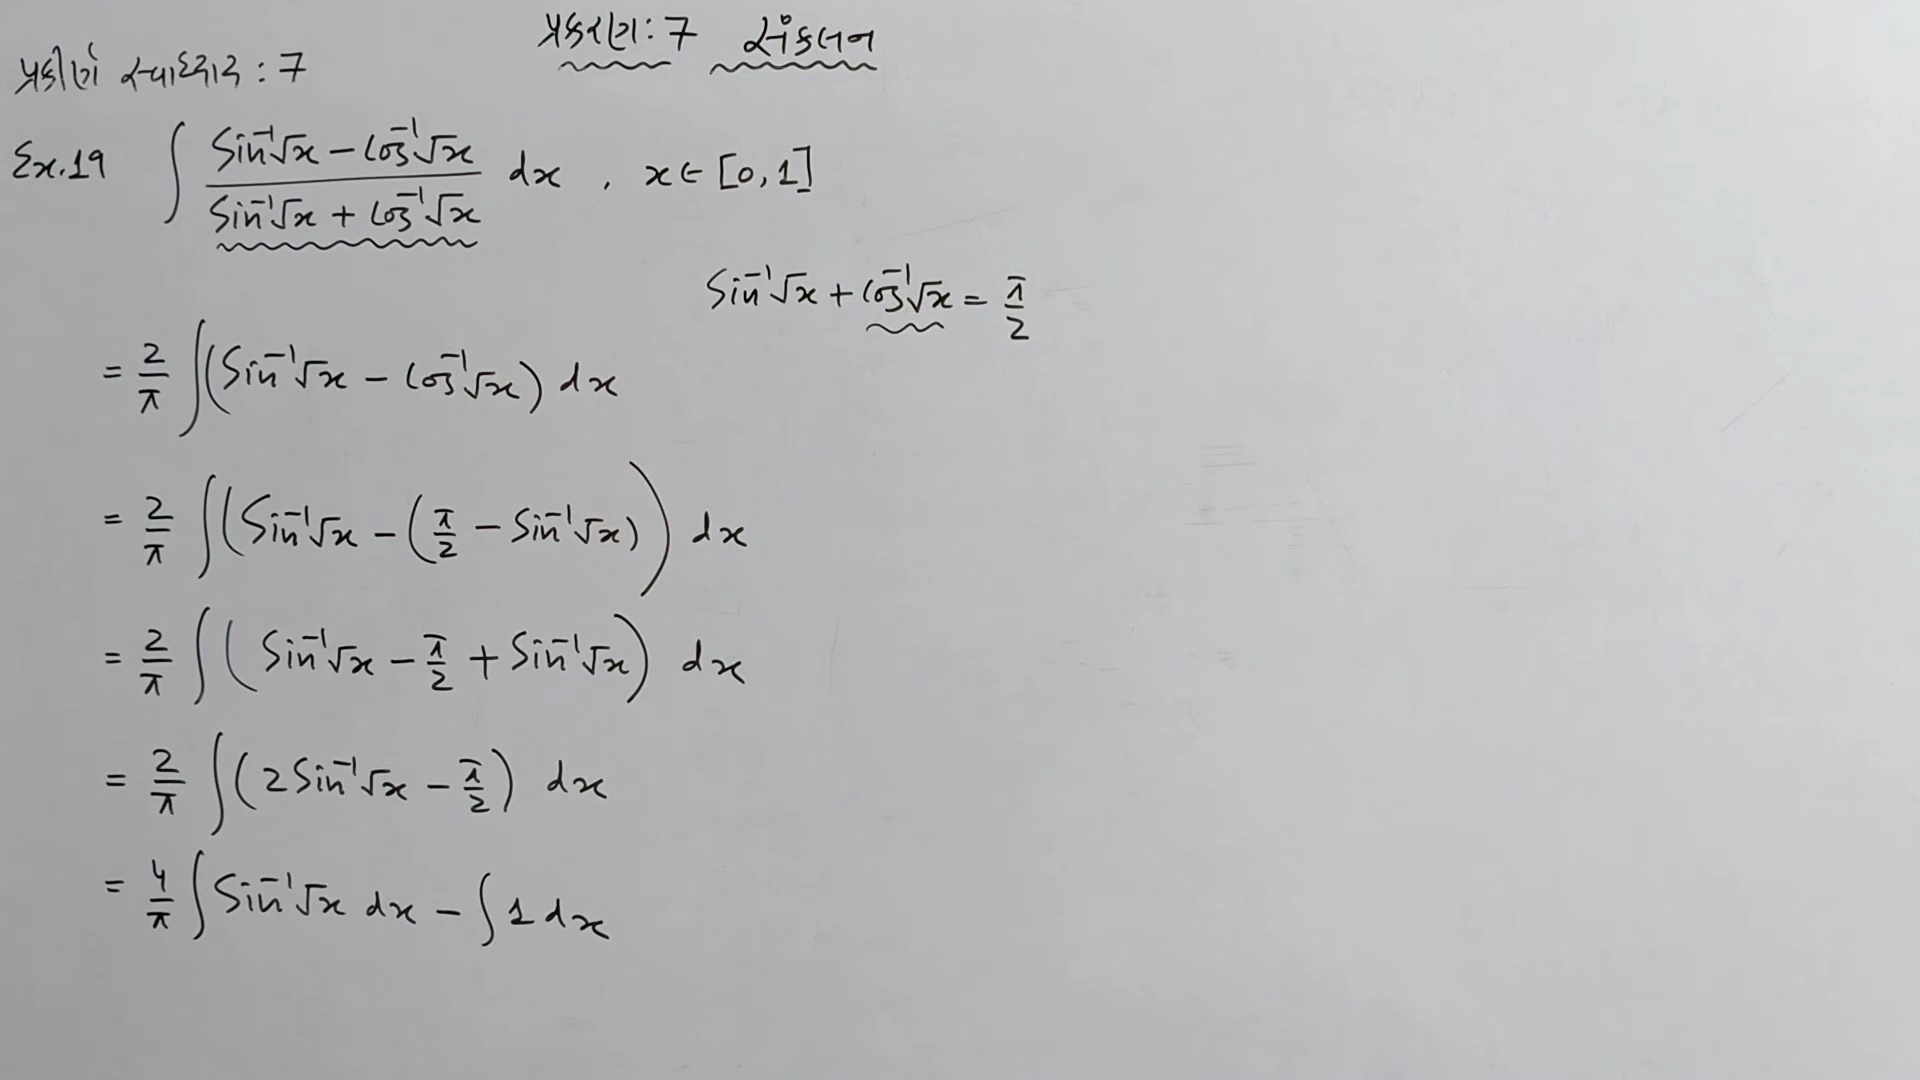 પ્રકરણ : 7 સંકલન
પ્રકીર્ણ સ્વાધ્યાય : 7
Ex.19 ∫ (Sin⁻¹√x − Cos⁻¹√x)/(Sin⁻¹√x + Cos⁻¹√x) dx , x ∈ [0,1]
Sin⁻¹√x + Cos⁻¹√x = π/2
= 2/π ∫(Sin⁻¹√x − Cos⁻¹√x) dx
= 2/π ∫(Sin⁻¹√x − (π/2 − Sin⁻¹√x)) dx
= 2/π ∫(Sin⁻¹√x − π/2 + Sin⁻¹√x) dx
= 2/π ∫(2 Sin⁻¹√x − π/2) dx
= 4/π ∫ Sin⁻¹√x dx − ∫ 1 dx